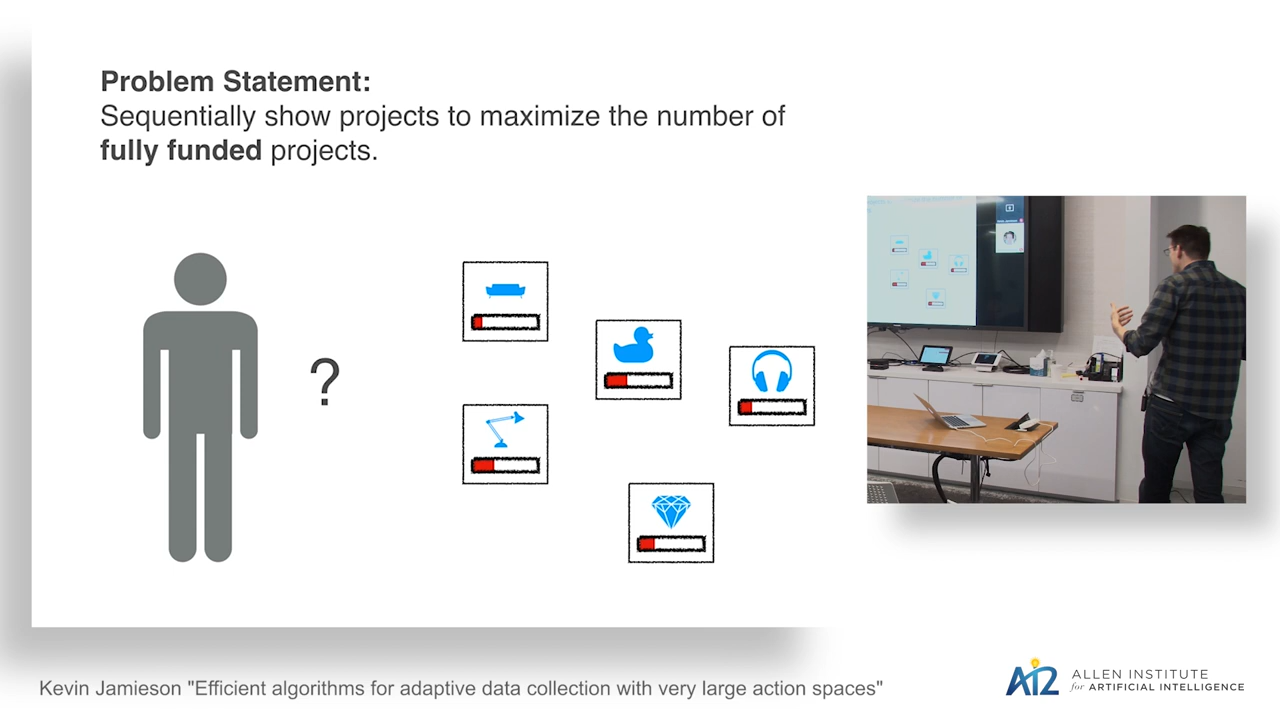 Problem Statement:
Sequentially show projects to maximize the number of
fully funded projects.
?
Kevin Jamieson "Efficient algorithms for adaptive data collection with very large action spaces"
AI2
ALLEN INSTITUTE
for ARTIFICIAL INTELLIGENCE